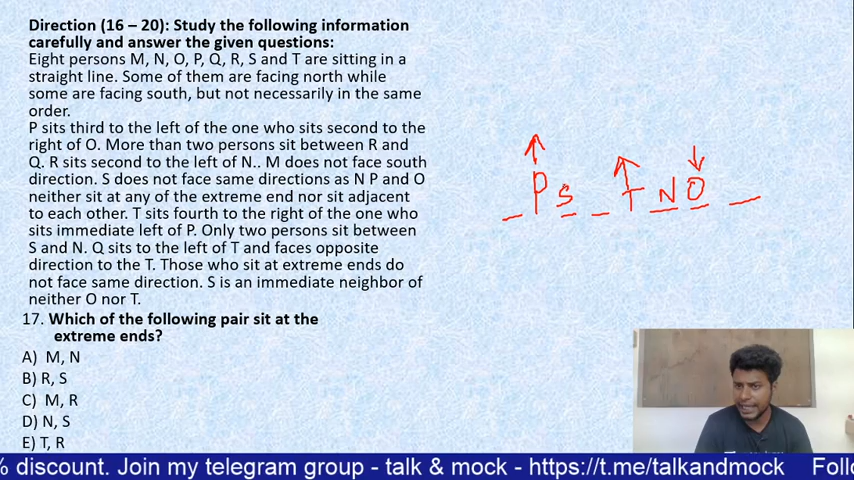 Direction (16 – 20): Study the following information
carefully and answer the given questions:
Eight persons M, N, O, P, Q, R, S and T are sitting in a
straight line. Some of them are facing north while
some are facing south, but not necessarily in the same
order.
P sits third to the left of the one who sits second to the
right of O. More than two persons sit between R and
Q. R sits second to the left of N.. M does not face south
direction. S does not face same directions as N P and O
neither sit at any of the extreme end nor sit adjacent
to each other. T sits fourth to the right of the one who
sits immediate left of P. Only two persons sit between
S and N. Q sits to the left of T and faces opposite
direction to the T. Those who sit at extreme ends do
not face same direction. S is an immediate neighbor of
neither O nor T.
17. Which of the following pair sit at the
extreme ends?
A) M, N
B) R, S
C) M, R
D) N, S
E) T, R
P S T N O
% discount. Join my telegram group - talk & mock - https://t.me/talkandmock Follo